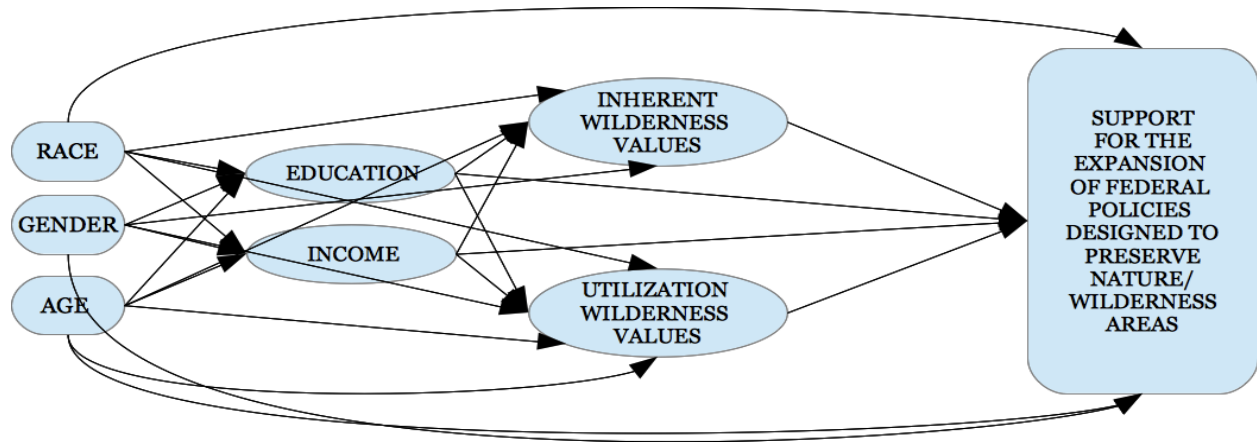 RACE
GENDER
AGE
EDUCATION
INCOME
INHERENT
WILDERNESS
VALUES
UTILIZATION
WILDERNESS
VALUES
SUPPORT
FOR THE
EXPANSION
OF FEDERAL
POLICIES
DESIGNED TO
PRESERVE
NATURE/
WILDERNESS
AREAS